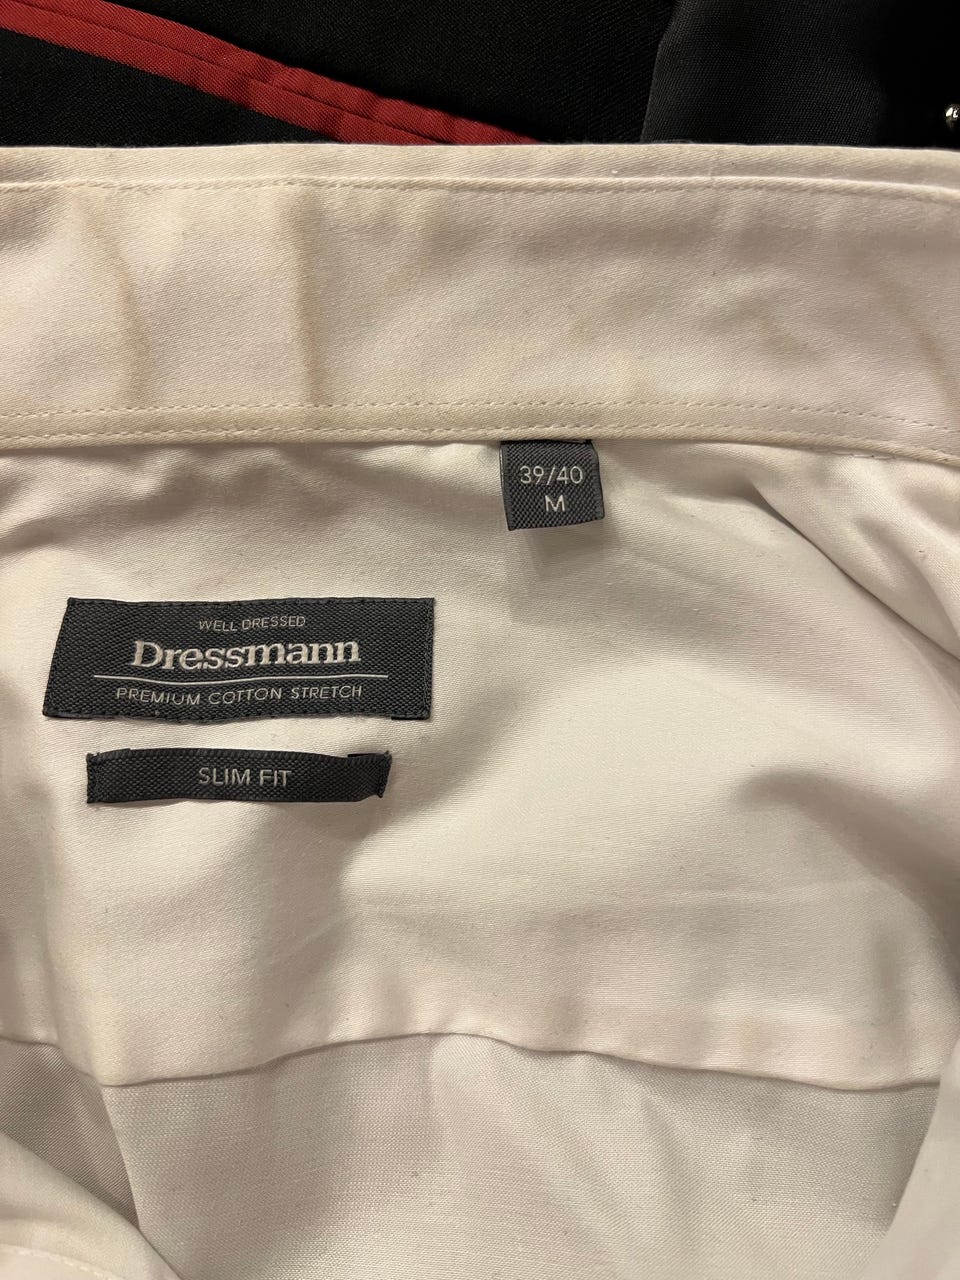 39/40
M
WELL DRESSED
Dressmann
PREMIUM COTTON STRETCH
SLIM FIT